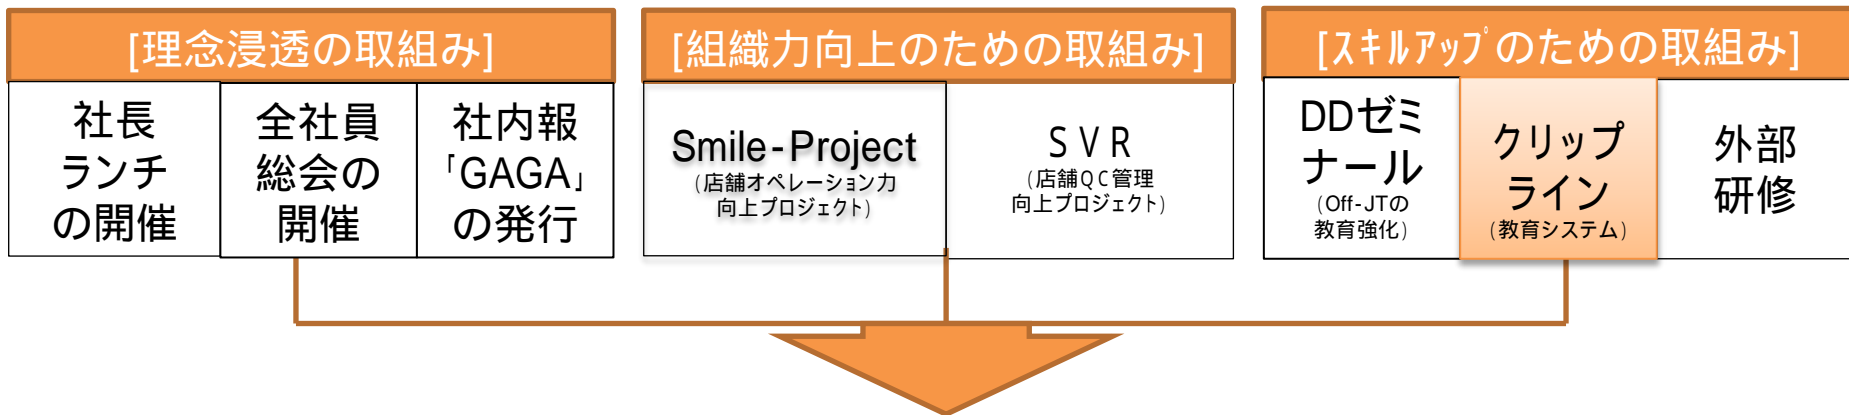 [理念浸透の取組み]
社長
ランチ
の開催
全社員
総会の
開催
社内報
「GAGA」
の発行
[組織力向上のための取組み]
Smile-Project
(店舗オペレーション力
向上プロジェクト)
SVR
(店舗QC管理
向上プロジェクト)
[スキルアップのための取組み]
DDゼミ
ナール
(Off-JTの
教育強化)
クリップ
ライン
(教育システム)
外部
研修